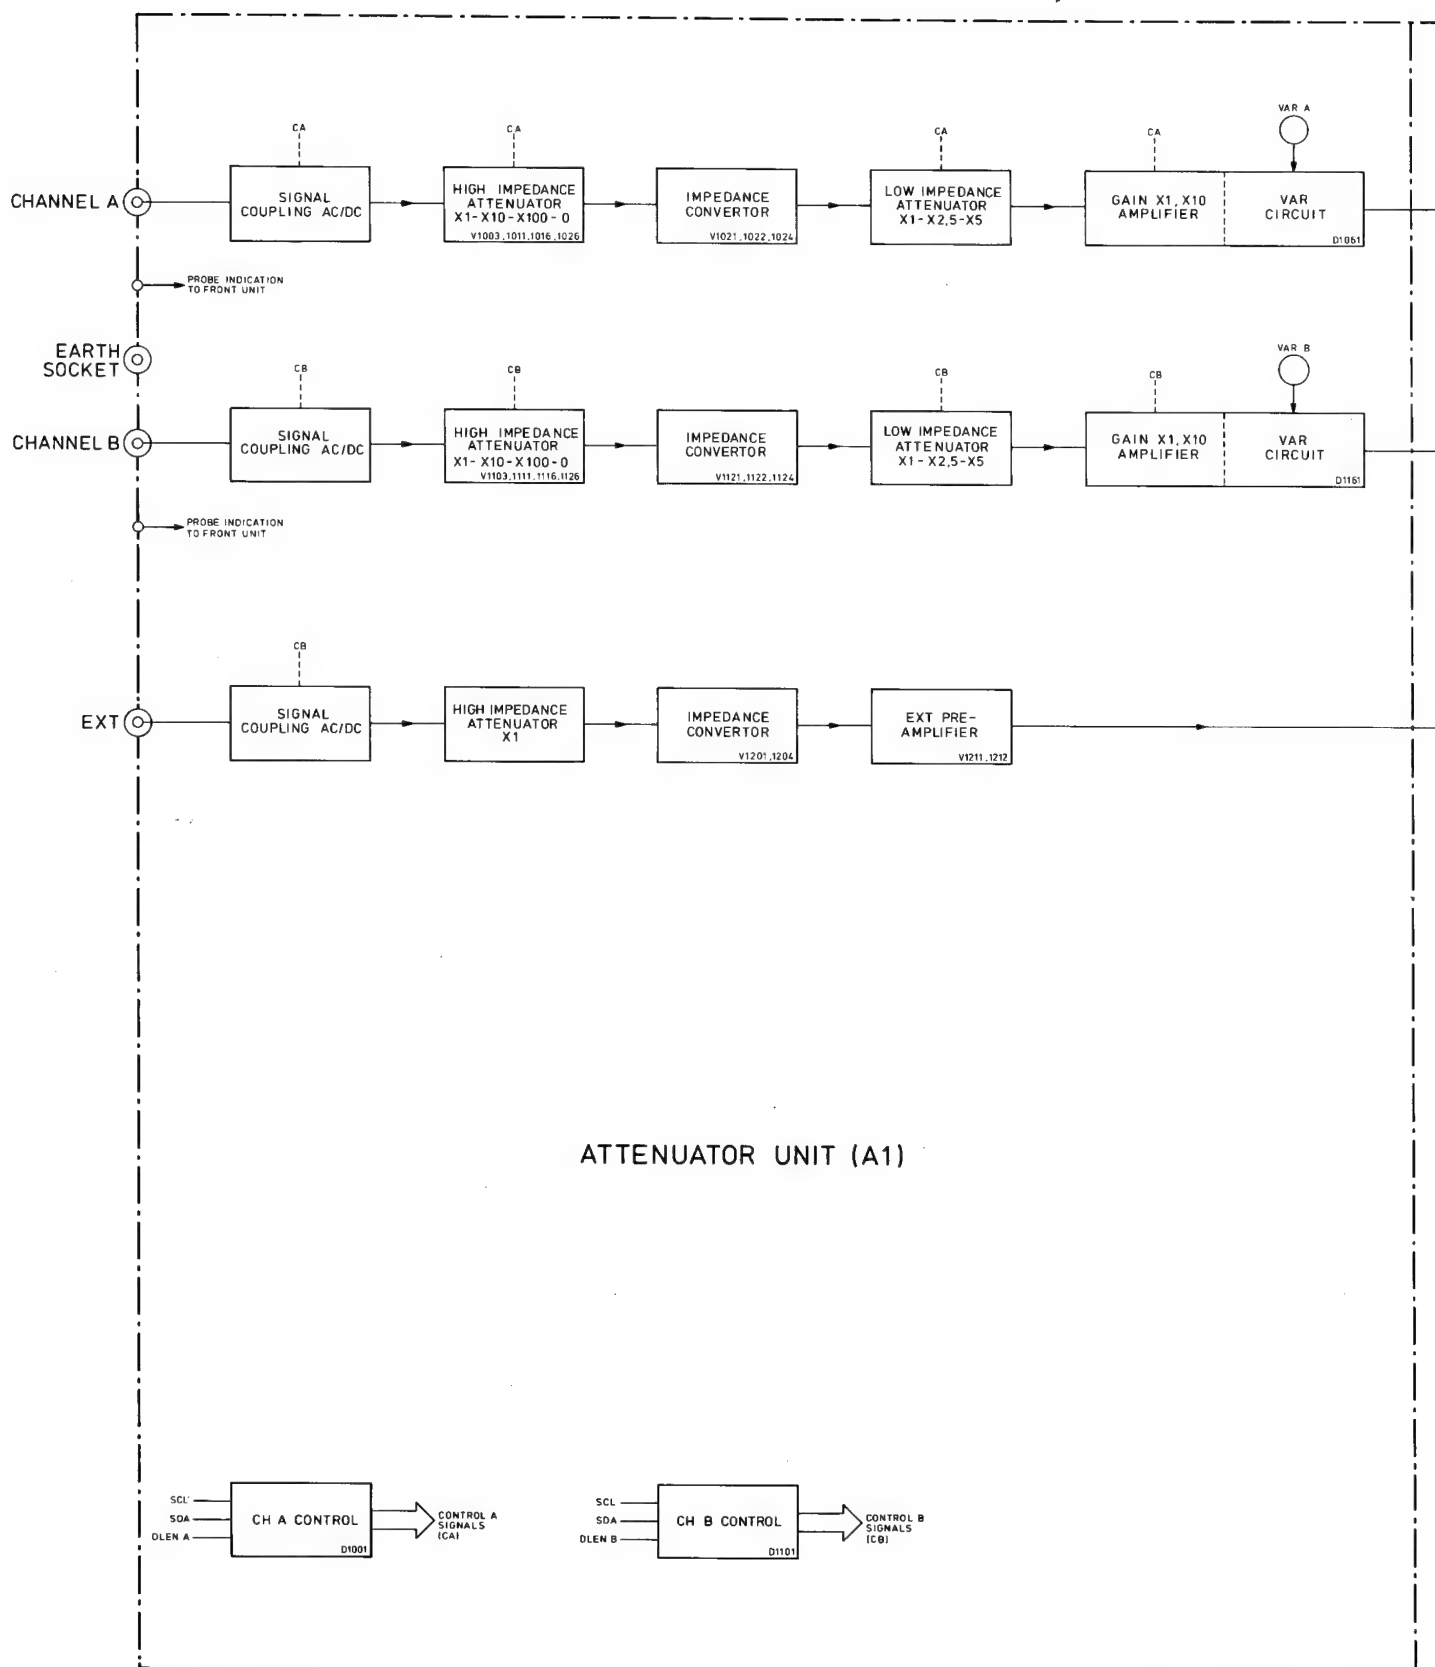 CA
CA
CA
CA
VAR A
CHANNEL A
SIGNAL
COUPLING AC/DC
HIGH IMPEDANCE
ATTENUATOR
X1-X10-X100-0
V1003,1011,1016,1026
IMPEDANCE
CONVERTOR
V1021,1022,1024
LOW IMPEDANCE
ATTENUATOR
X1-X2,5-X5
GAIN X1,X10
AMPLIFIER
VAR
CIRCUIT
D1061
PROBE INDICATION
TO FRONT UNIT
EARTH
SOCKET
CB
CB
CB
CB
VAR B
CHANNEL B
SIGNAL
COUPLING AC/DC
HIGH IMPEDANCE
ATTENUATOR
X1-X10-X100-0
V1103,1111,1116,1126
IMPEDANCE
CONVERTOR
V1121,1122,1124
LOW IMPEDANCE
ATTENUATOR
X1-X2,5-X5
GAIN X1,X10
AMPLIFIER
VAR
CIRCUIT
D1161
PROBE INDICATION
TO FRONT UNIT
CB
EXT
SIGNAL
COUPLING AC/DC
HIGH IMPEDANCE
ATTENUATOR
X1
IMPEDANCE
CONVERTOR
V1201,1204
EXT PRE-
AMPLIFIER
V1211,1212
ATTENUATOR UNIT (A1)
SCL
SDA
DLEN A
CH A CONTROL
D1001
CONTROL A
SIGNALS
(CA)
SCL
SDA
DLEN B
CH B CONTROL
D1101
CONTROL B
SIGNALS
(CB)